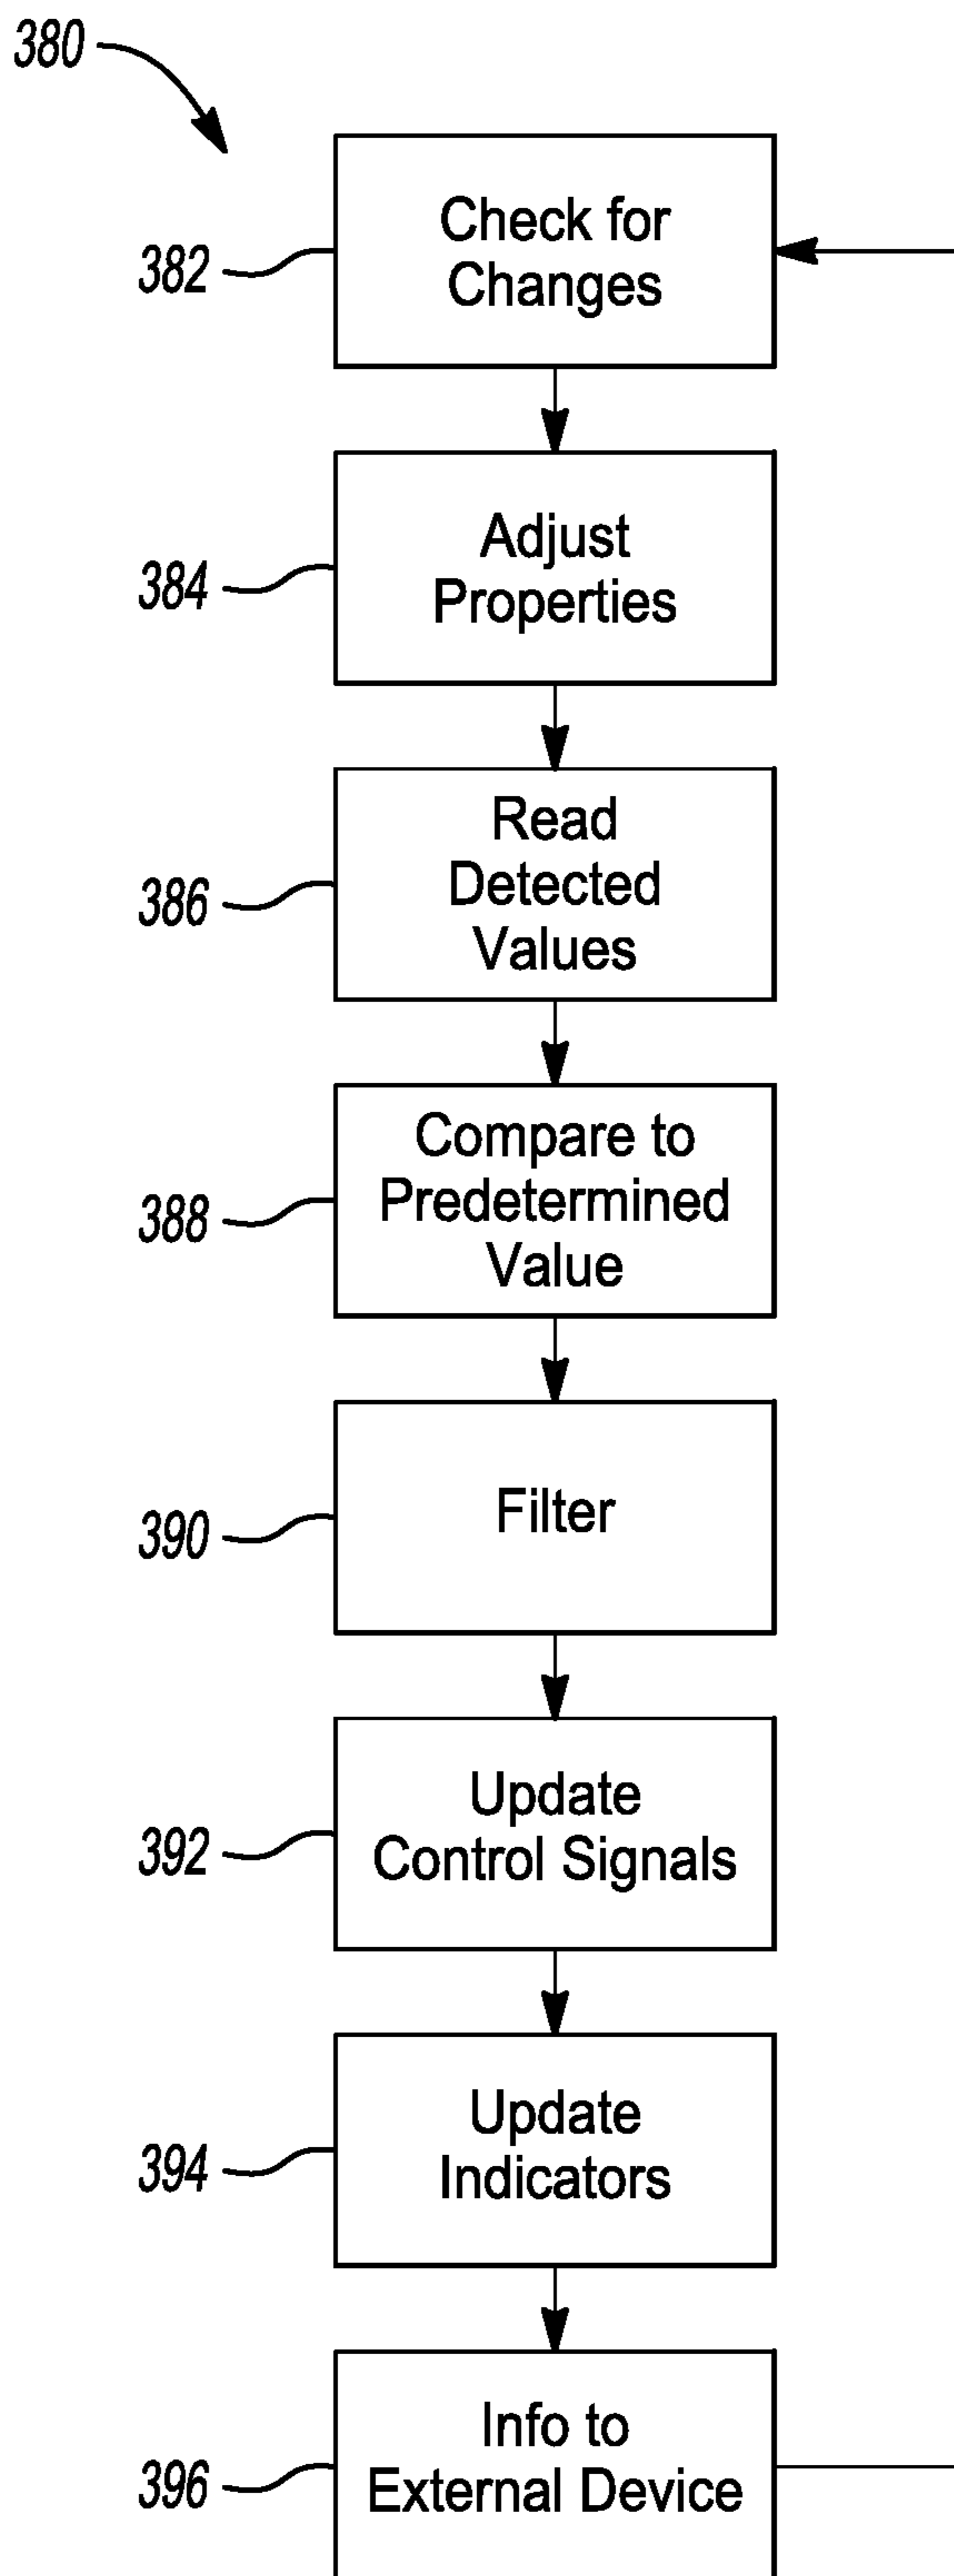 380
382
Check for
Changes
384
Adjust
Properties
386
Read
Detected
Values
388
Compare to
Predetermined
Value
390
Filter
392
Update
Control Signals
394
Update
Indicators
396
Info to
External Device